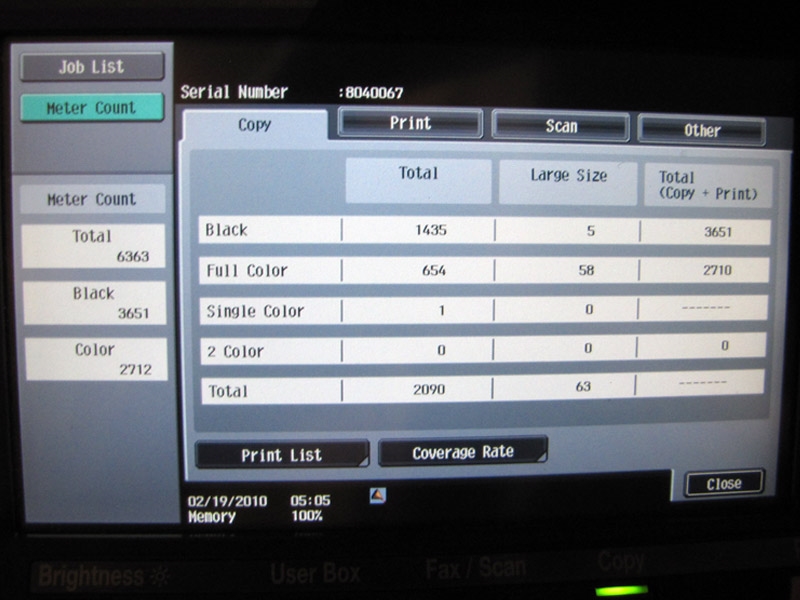 Job List
Meter Count
Serial Number :8040067
Copy Print Scan Other
Meter Count
Total
6363
Black
3651
Color
2712
Total Large Size Total
(Copy + Print)
Black 1435 5 3651
Full Color 654 58 2710
Single Color 1 0 -------
2 Color 0 0 0
Total 2090 63 -------
Print List Coverage Rate
Close
02/19/2010 05:05
Memory 100%
Brightness User Box Fax / Scan Copy